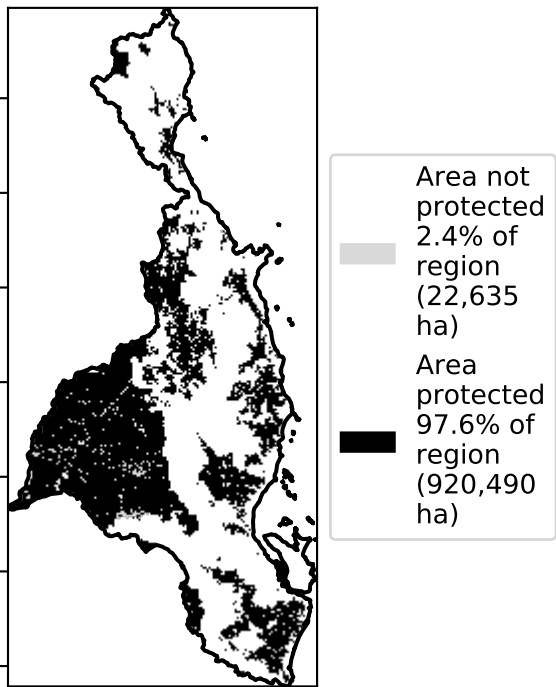 Area not
protected
2.4% of
region
(22,635
ha)
Area
protected
97.6% of
region
(920,490
ha)